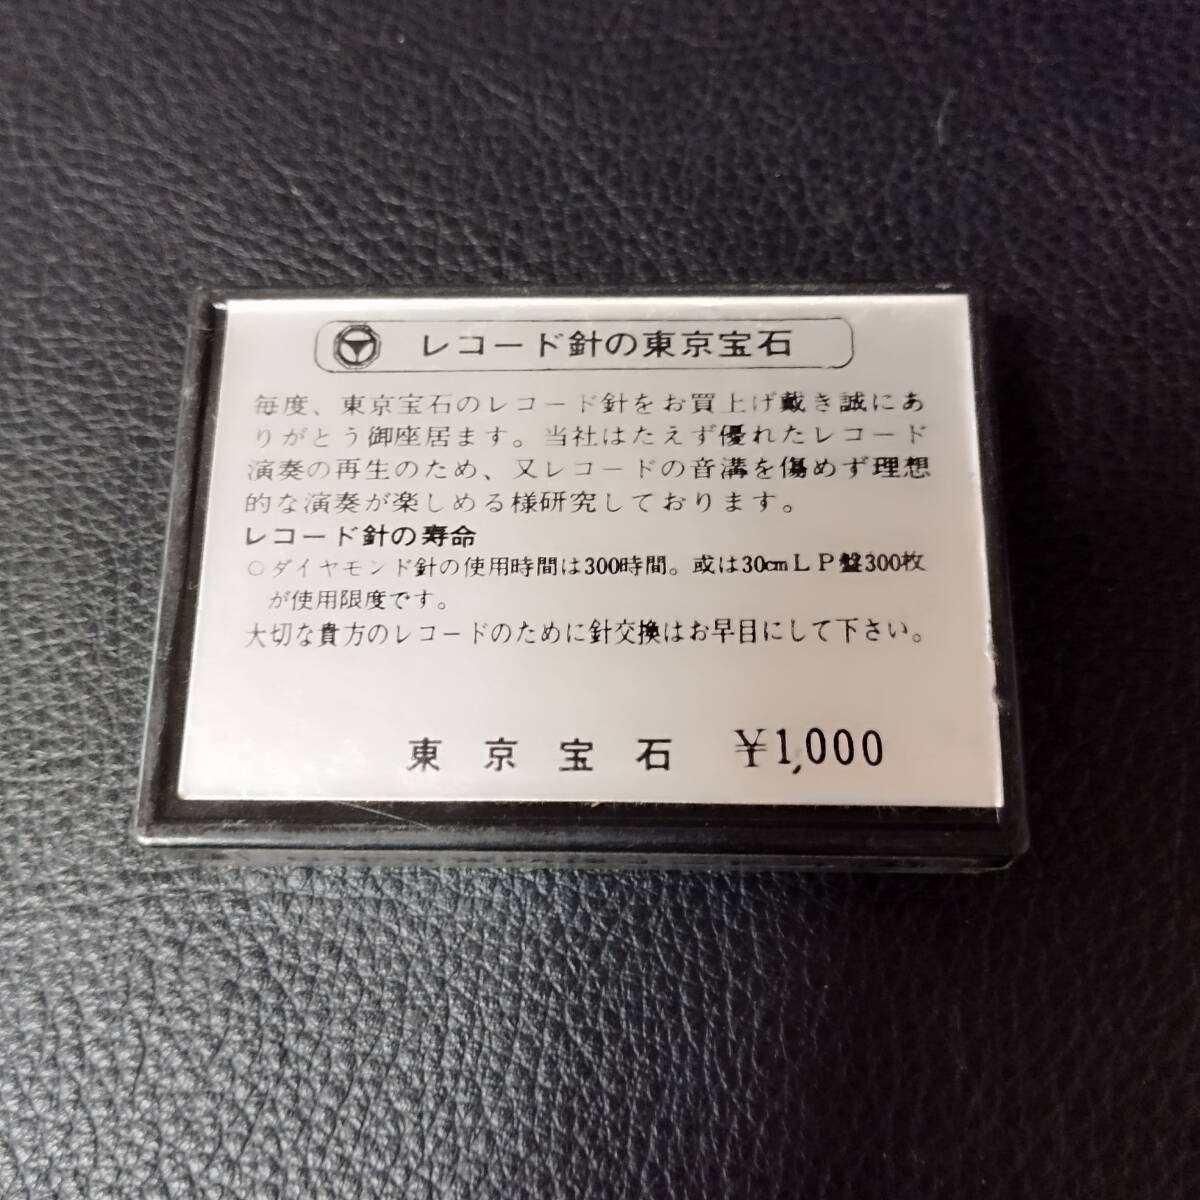 レコード針の東京宝石
毎度、東京宝石のレコード針をお買上げ戴き誠にあ
りがとう御座居ます。当社はたえず優れたレコード
演奏の再生のため、又レコードの音溝を傷めず理想
的な演奏が楽しめる様研究しております。
レコード針の寿命
○ダイヤモンド針の使用時間は300時間。或は30cmLP盤300枚
が使用限度です。
大切な貴方のレコードのために針交換はお早目にして下さい。
東京宝石 ¥1,000